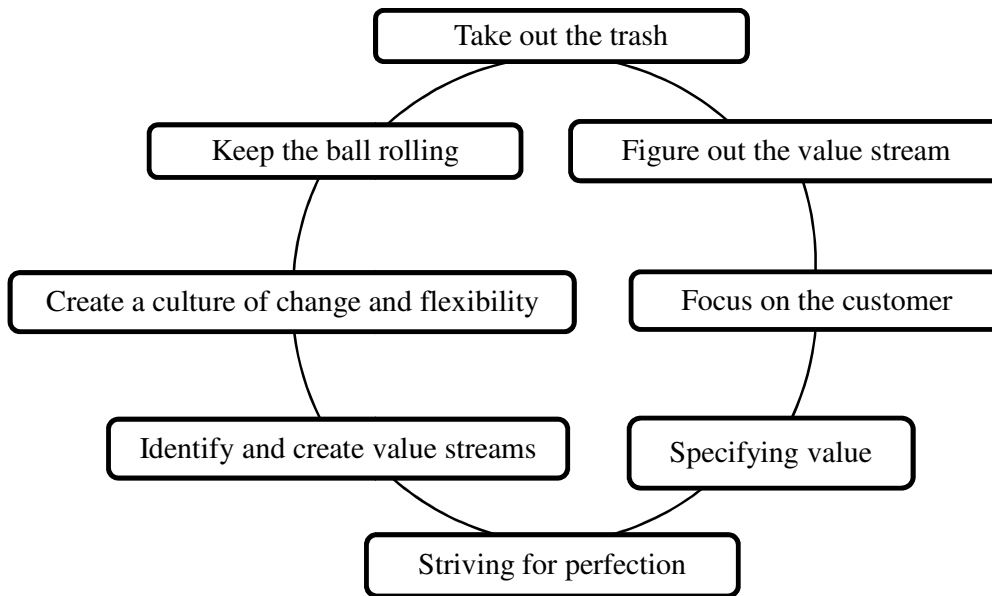 Take out the trash
Keep the ball rolling
Figure out the value stream
Create a culture of change and flexibility
Focus on the customer
Identify and create value streams
Specifying value
Striving for perfection